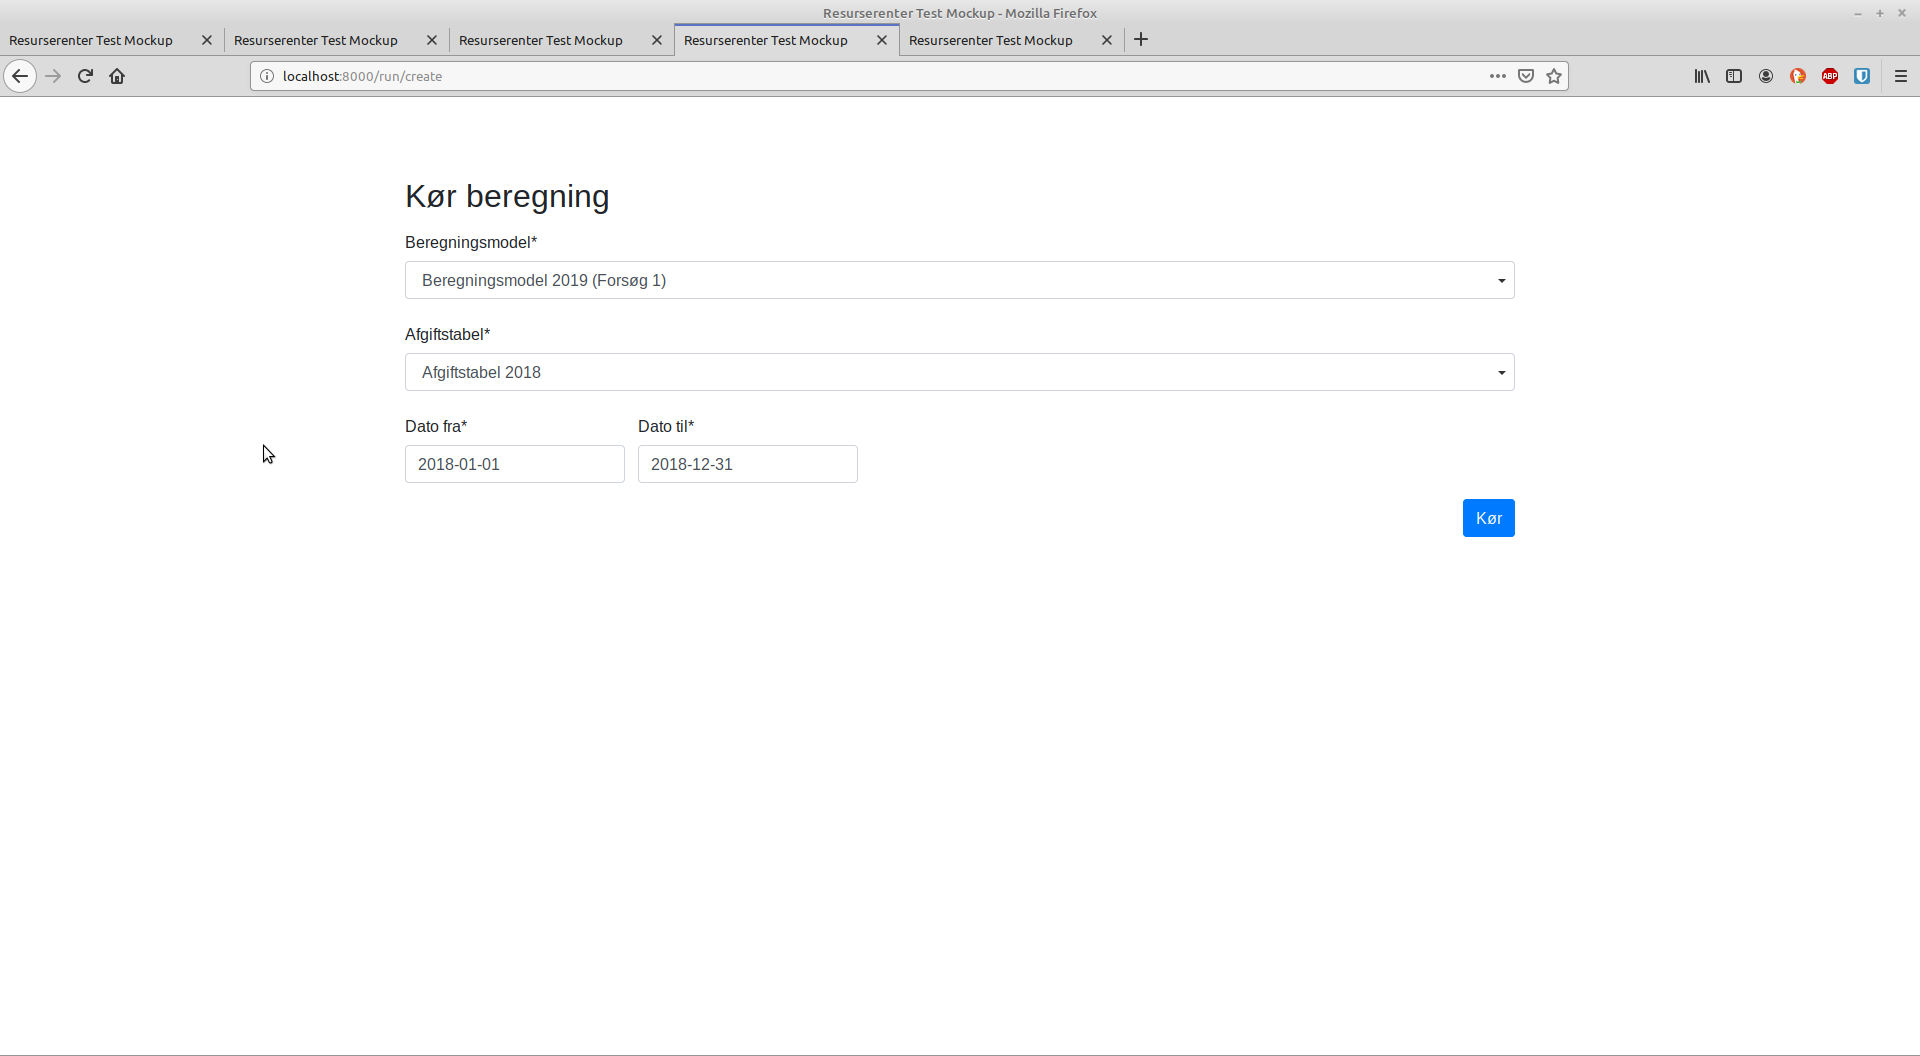 Resurserenter Test Mockup - Mozilla Firefox
Resurserenter Test Mockup Resurserenter Test Mockup Resurserenter Test Mockup Resurserenter Test Mockup Resurserenter Test Mockup
localhost:8000/run/create ABP
Kør beregning
Beregningsmodel*
Beregningsmodel 2019 (Forsøg 1)
Afgiftstabel*
Afgiftstabel 2018
Dato fra* Dato til*
2018-01-01 2018-12-31
Kør